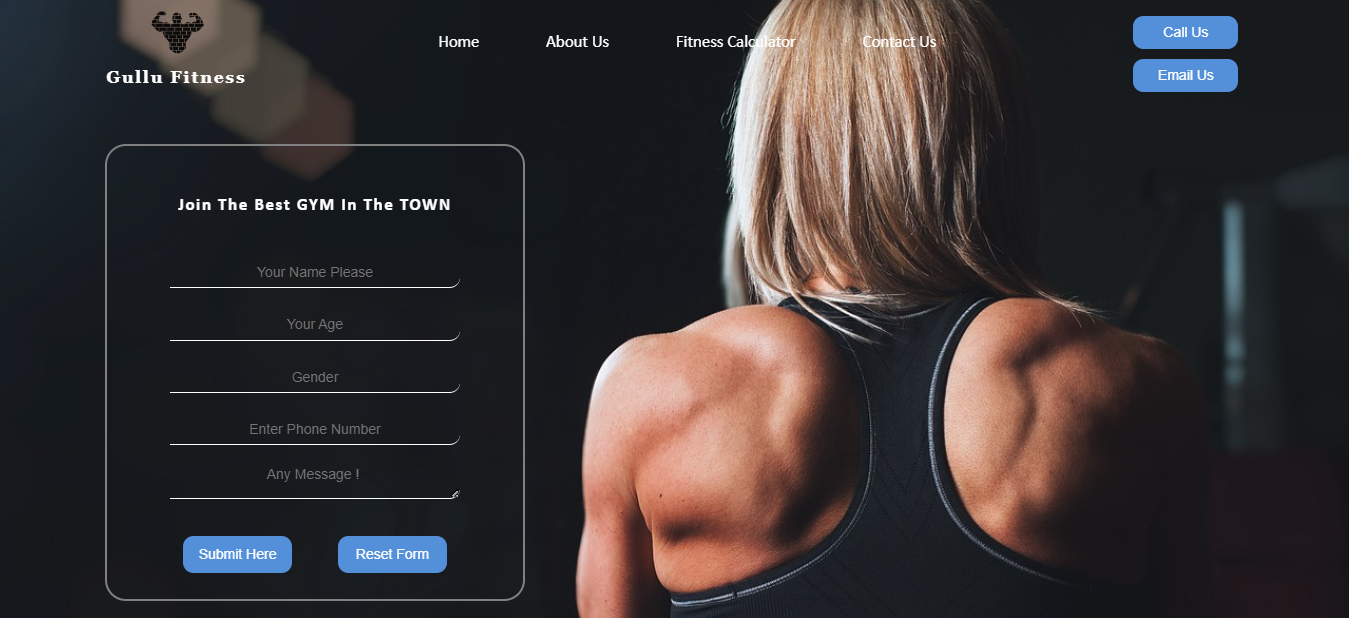 Gullu Fitness
Home
About Us
Fitness Calculator
Contact Us
Call Us
Email Us
Join The Best GYM In The TOWN
Your Name Please
Your Age
Gender
Enter Phone Number
Any Message !
Submit Here
Reset Form